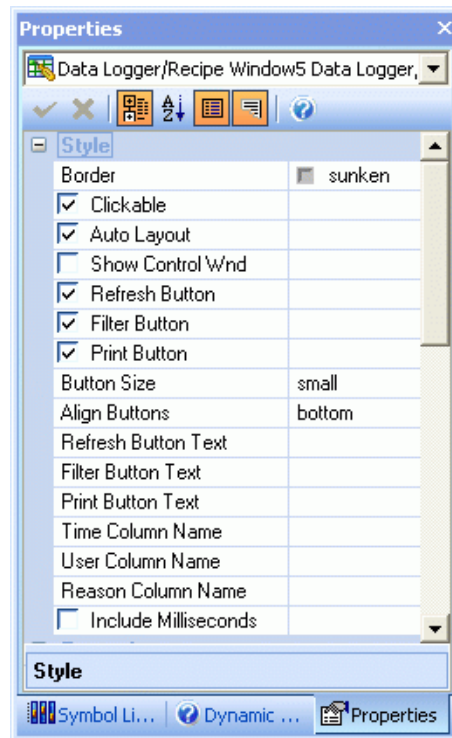 Properties
Data Logger/Recipe Window5 Data Logger,
Style
Border sunken
Clickable
Auto Layout
Show Control Wnd
Refresh Button
Filter Button
Print Button
Button Size small
Align Buttons bottom
Refresh Button Text
Filter Button Text
Print Button Text
Time Column Name
User Column Name
Reason Column Name
Include Milliseconds
Style
Symbol Li... Dynamic ... Properties